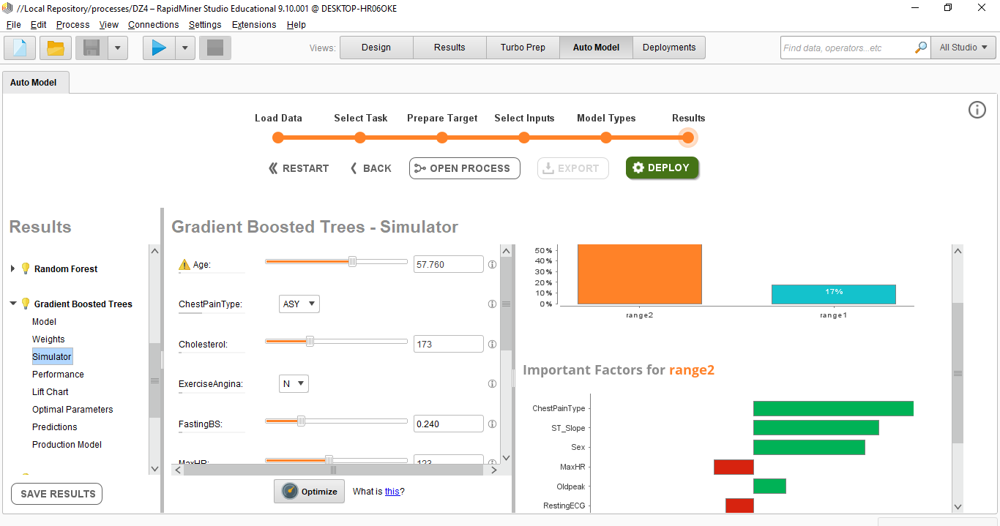 //Local Repository/processes/DZ4 – RapidMiner Studio Educational 9.10.001 @ DESKTOP-HR06OKE
File Edit Process View Connections Settings Extensions Help
Views: Design Results Turbo Prep Auto Model Deployments Find data, operators...etc All Studio
Auto Model
Load Data Select Task Prepare Target Select Inputs Model Types Results
RESTART BACK OPEN PROCESS EXPORT DEPLOY
Results
Random Forest
Gradient Boosted Trees
Model
Weights
Simulator
Performance
Lift Chart
Optimal Parameters
Predictions
Production Model
SAVE RESULTS
Gradient Boosted Trees - Simulator
Age: 57.760
ChestPainType: ASY
Cholesterol: 173
ExerciseAngina: N
FastingBS: 0.240
MaxHR: 123
Optimize What is this?
50%
40%
30%
20%
10%
0%
17%
range2 range1
Important Factors for range2
ChestPainType
ST_Slope
Sex
MaxHR
Oldpeak
RestingECG